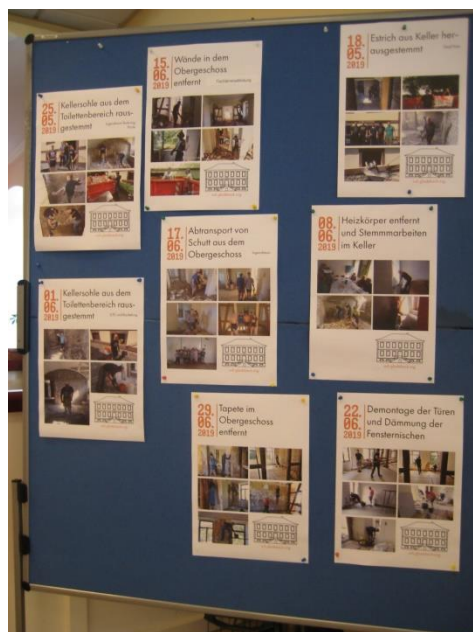 25.
05.
2019
Kellersohle aus dem
Toilettenbereich raus-
gestemmt
15.
06.
2019
Wände in dem
Obergeschoss
entfernt
18.
05.
2019
Estrich aus Keller her-
ausgestemmt
17.
06.
2019
Abtransport von
Schutt aus dem
Obergeschoss
08.
06.
2019
Heizkörper entfernt
und Stemmmarbeiten
im Keller
01.
06.
2019
Kellersohle aus dem
Toilettenbereich raus-
gestemmt
29.
06.
2019
Tapete im
Obergeschoss
entfernt
22.
06.
2019
Demontage der Türen
und Dämmung der
Fensternischen